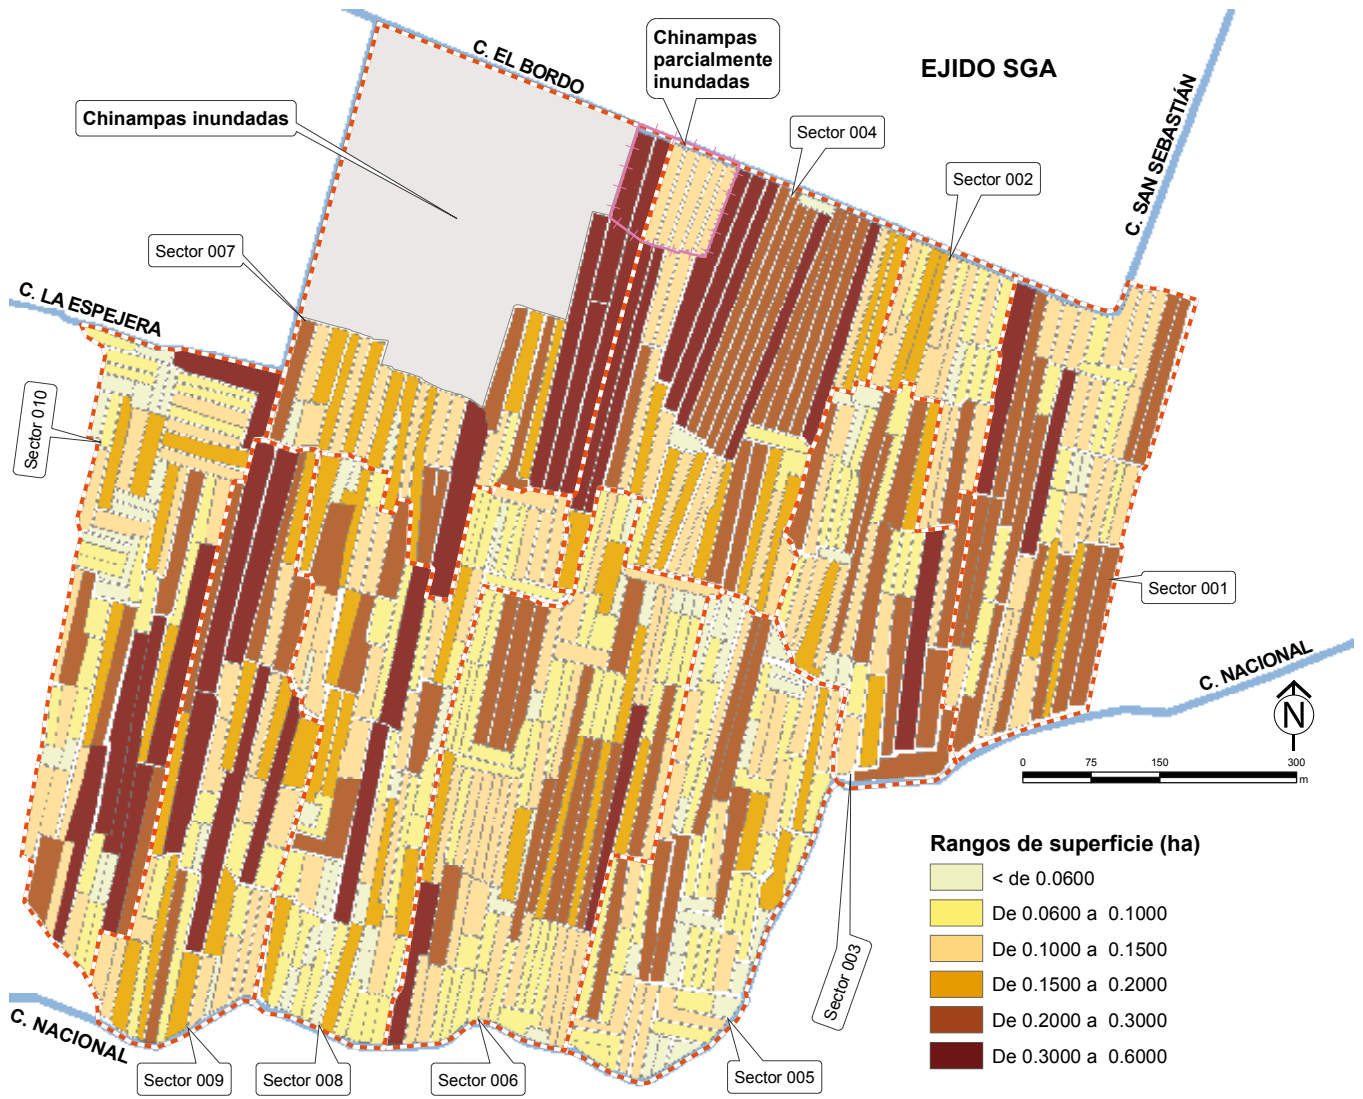 C. EL BORDO
Chinampas
parcialmente
inundadas
EJIDO SGA
C. SAN SEBASTIÁN
Chinampas inundadas
Sector 004
Sector 002
Sector 007
C. LA ESPEJERA
Sector 010
Sector 001
C. NACIONAL
N
0 75 150 300
m
Rangos de superficie (ha)
< de 0.0600
De 0.0600 a 0.1000
De 0.1000 a 0.1500
De 0.1500 a 0.2000
De 0.2000 a 0.3000
De 0.3000 a 0.6000
Sector 003
C. NACIONAL
Sector 009
Sector 008
Sector 006
Sector 005